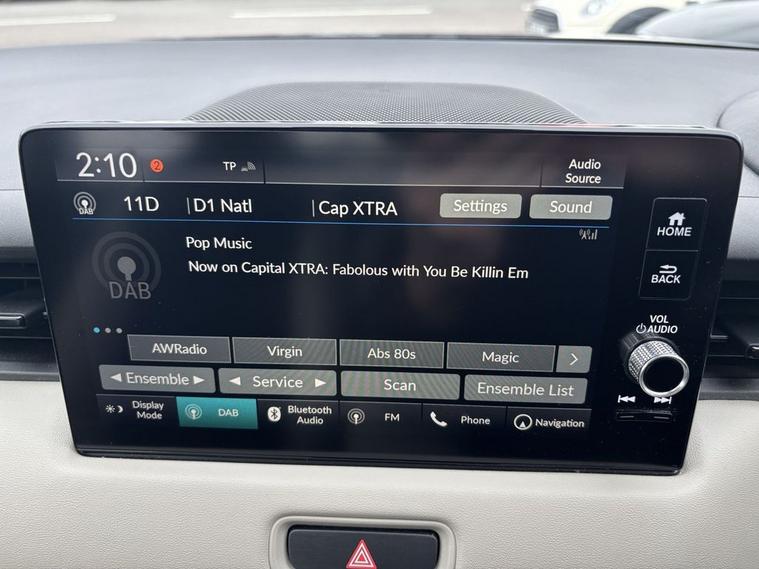 2:10 2 TP Audio Source
DAB 11D D1 Natl Cap XTRA Settings Sound
HOME
Pop Music
Now on Capital XTRA: Fabolous with You Be Killin Em
DAB
BACK
VOL
AUDIO
AWRadio Virgin Abs 80s Magic
Ensemble Service Scan Ensemble List
Display Mode DAB Bluetooth Audio FM Phone Navigation